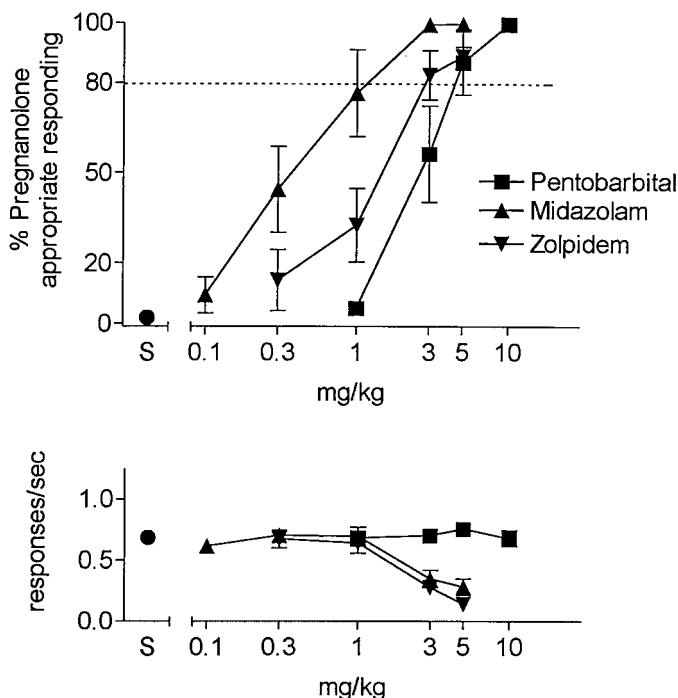 % Pregnanolone
appropriate responding
100
80
50
20
0
S
0.1
0.3
1
3
5
10
mg/kg
Pentobarbital
Midazolam
Zolpidem
responses/sec
1.0
0.5
0.0
S
0.1
0.3
1
3
5
10
mg/kg